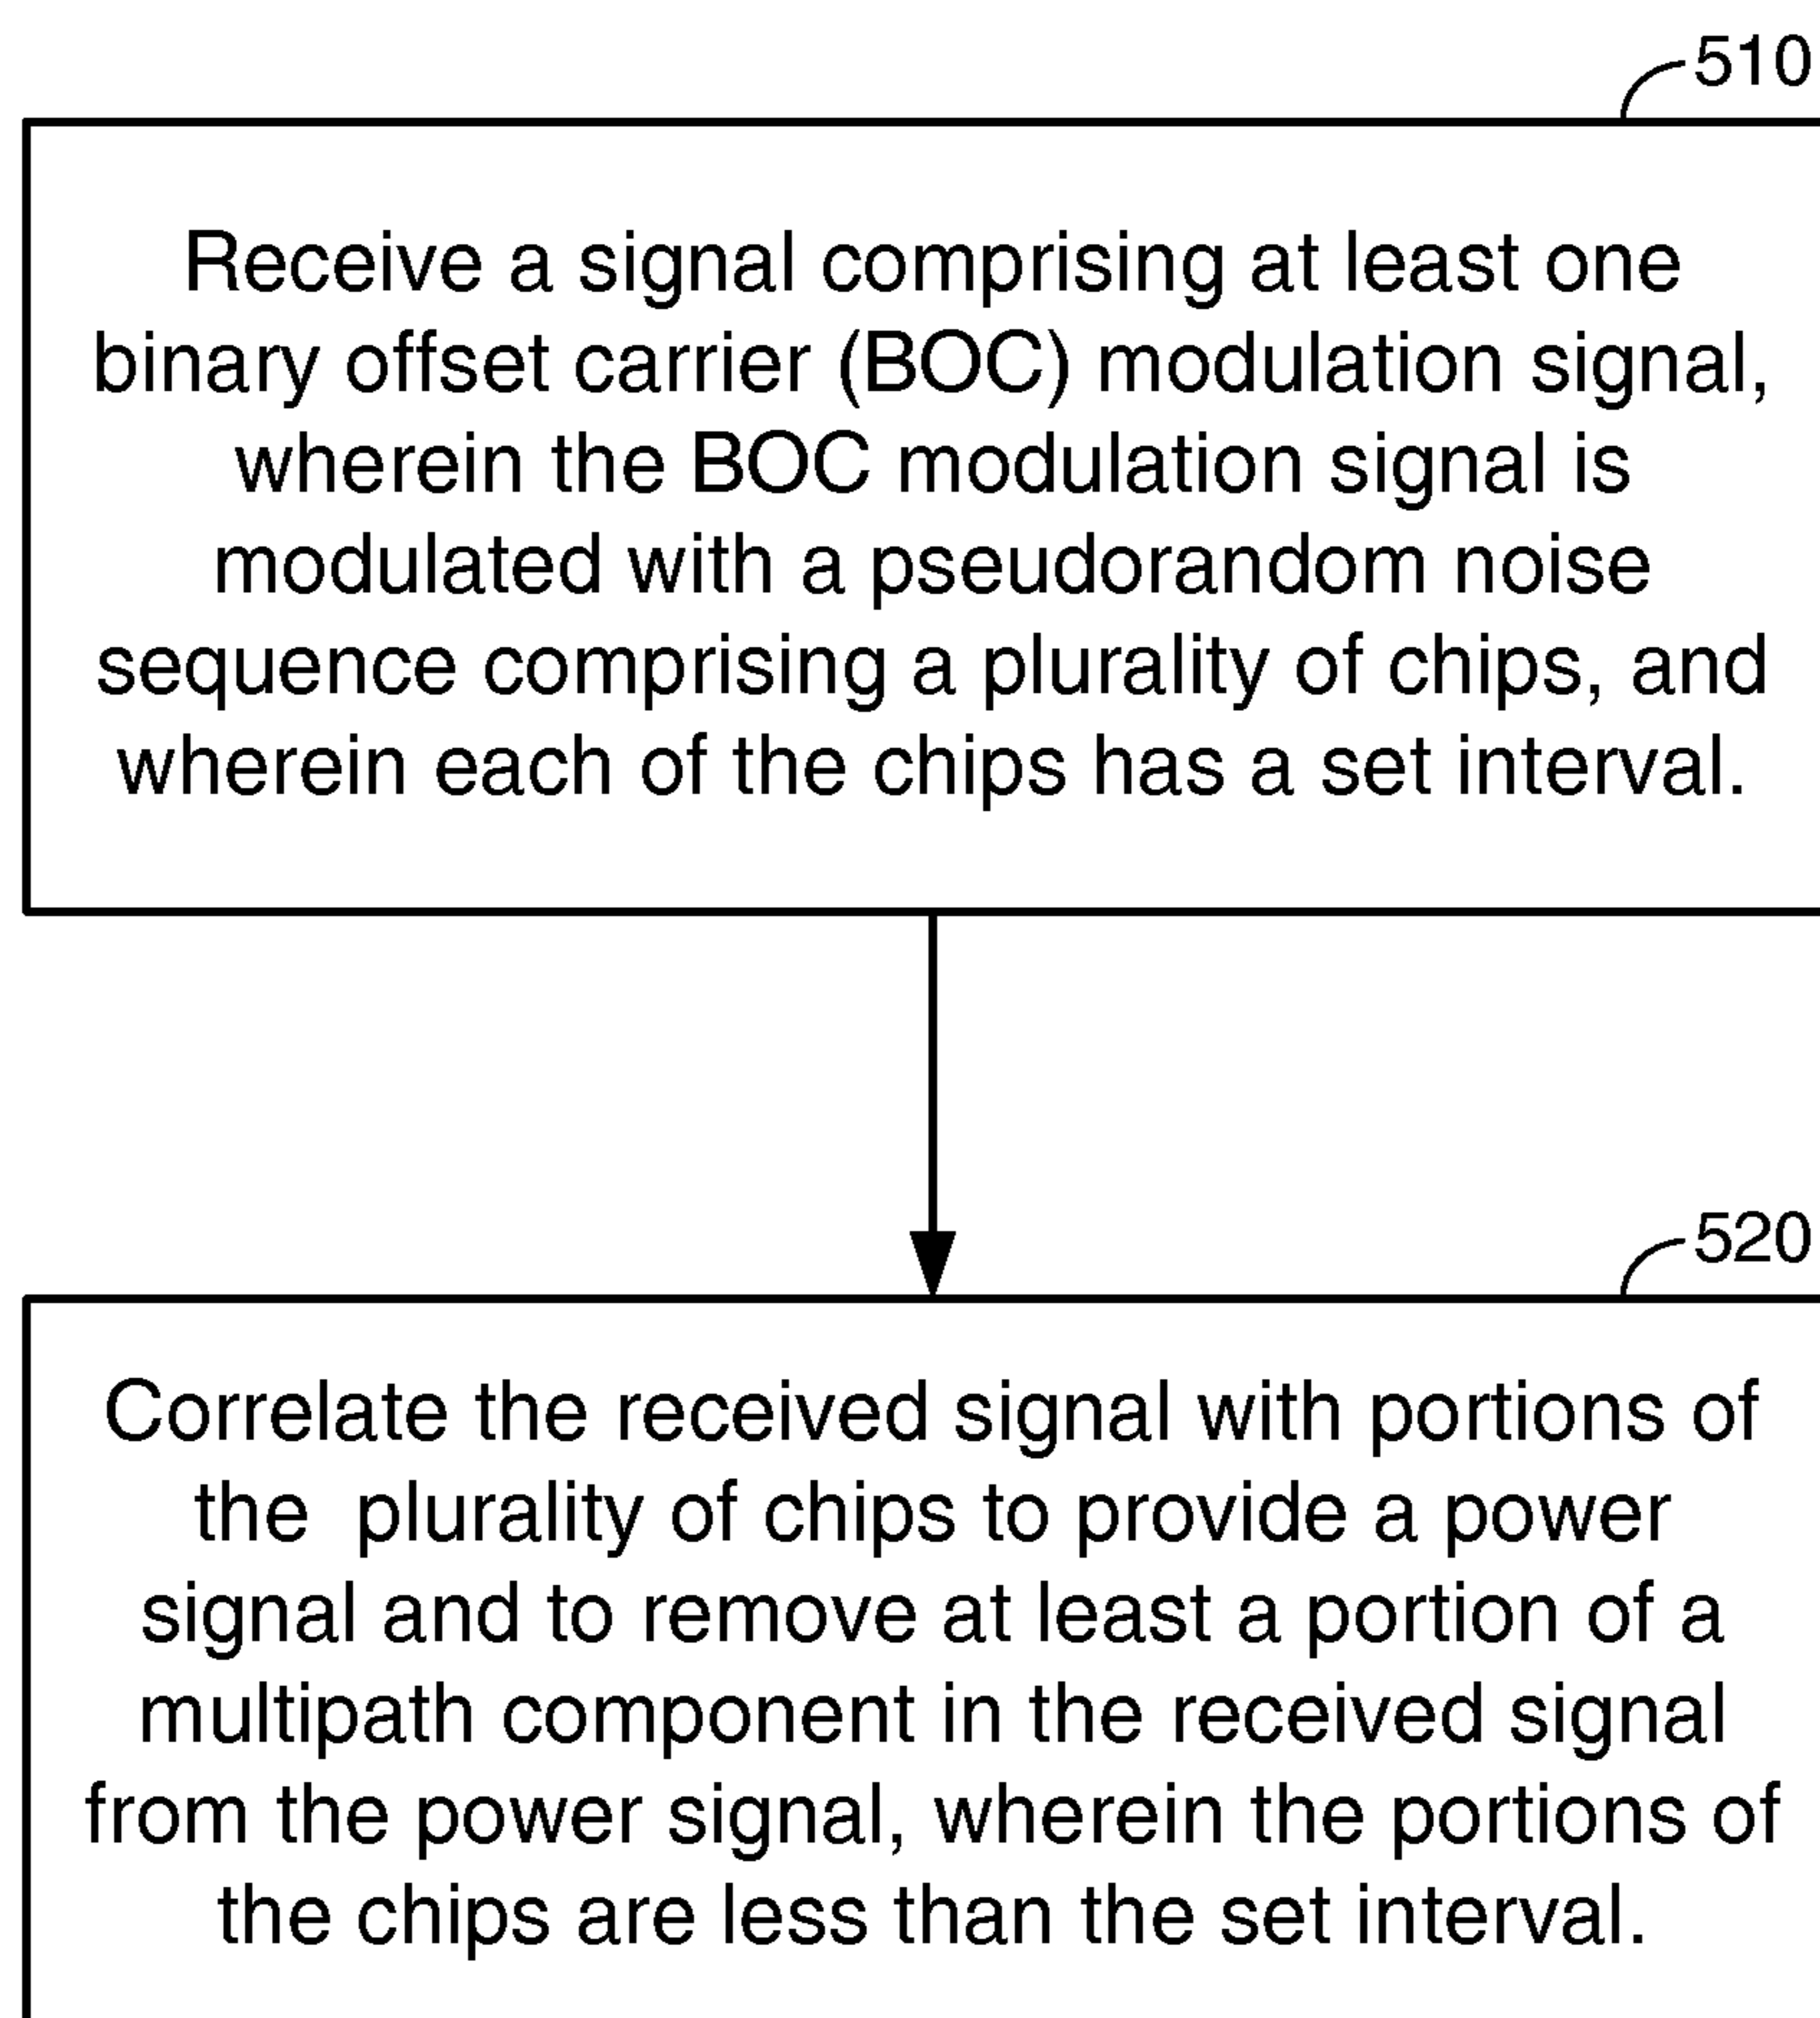 510
Receive a signal comprising at least one
binary offset carrier (BOC) modulation signal,
wherein the BOC modulation signal is
modulated with a pseudorandom noise
sequence comprising a plurality of chips, and
wherein each of the chips has a set interval.
520
Correlate the received signal with portions of
the plurality of chips to provide a power
signal and to remove at least a portion of a
multipath component in the received signal
from the power signal, wherein the portions of
the chips are less than the set interval.